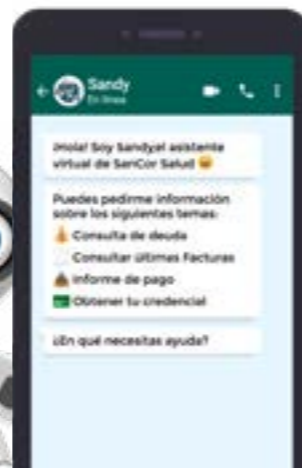 Sandy
En línea
¡Hola! Soy Sandy,el asistente
virtual de SanCor Salud
Puedes pedirme información
sobre los siguientes temas:
Consulta de deuda
Consultar últimas Facturas
Informe de pago
Obtener tu credencial
¿En qué necesitas ayuda?